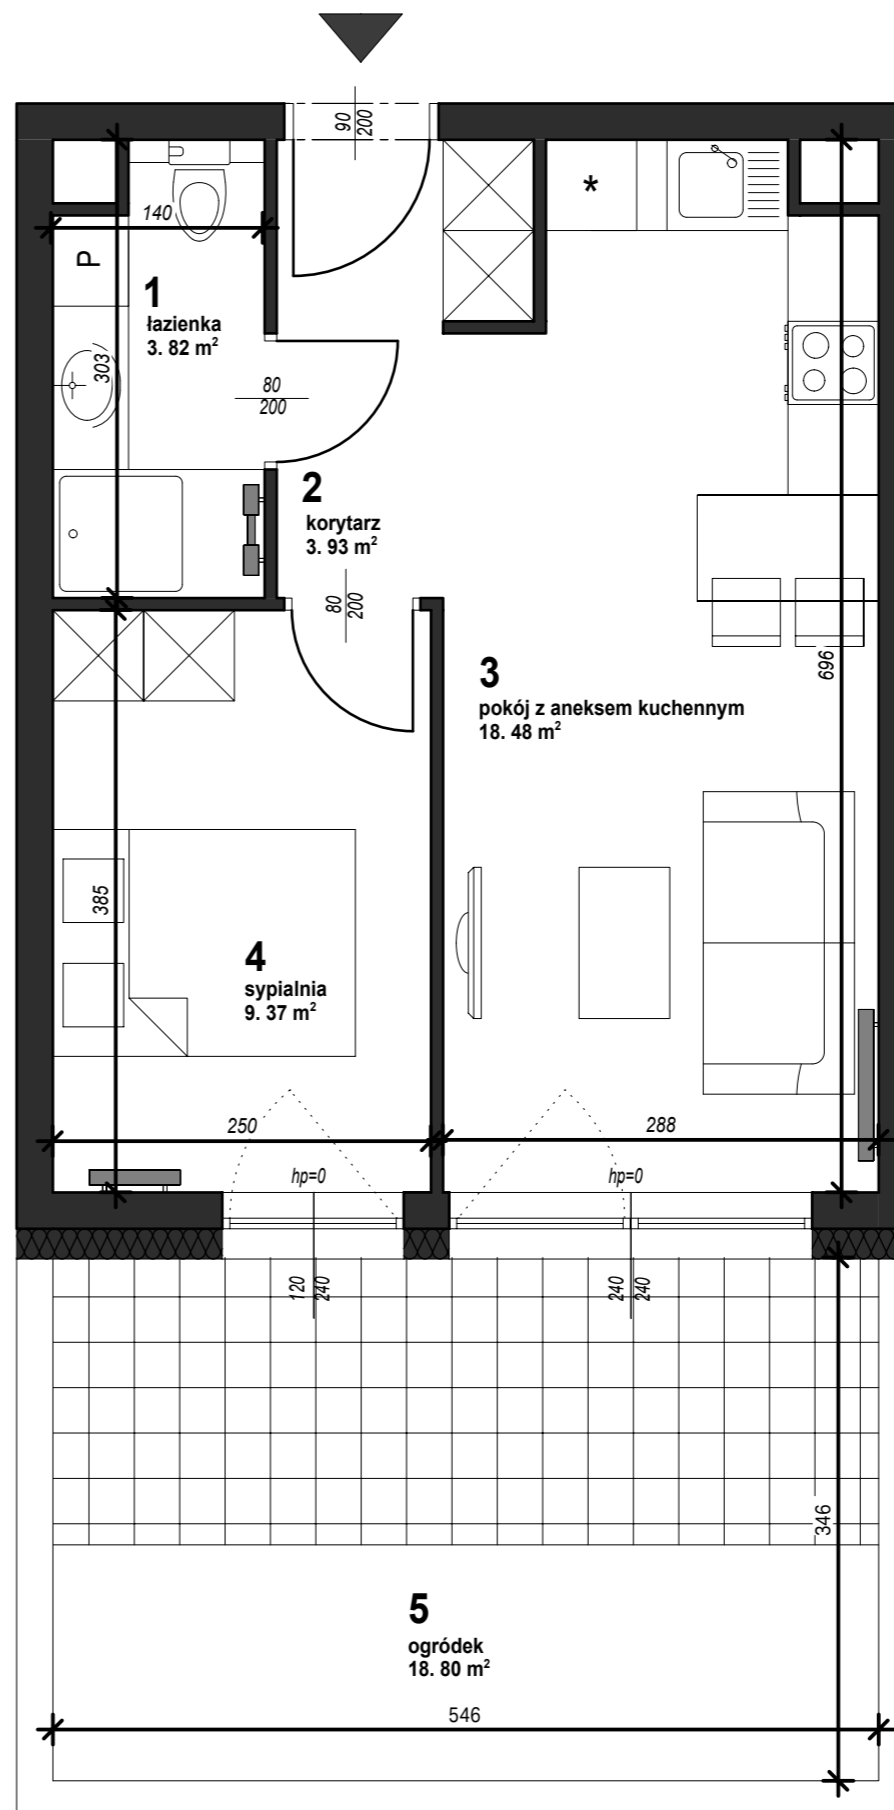 90
200
140
P
*
1
łazienka
3. 82 m²
303
80
200
2
korytarz
3. 93 m²
80
200
696
3
pokój z aneksem kuchennym
18. 48 m²
385
4
sypialnia
9. 37 m²
250
288
hp=0
hp=0
120
240
240
240
346
5
ogródek
18. 80 m²
546